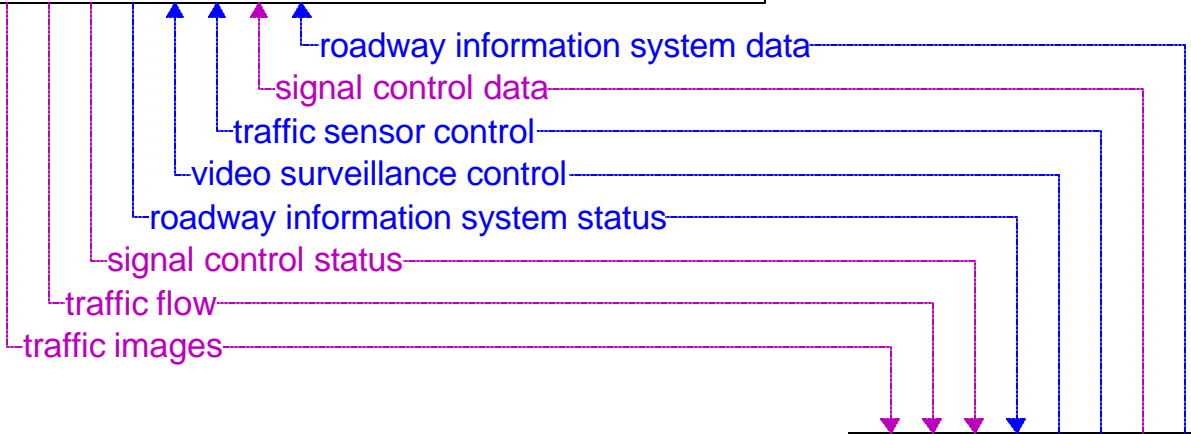 roadway information system data
signal control data
traffic sensor control
video surveillance control
roadway information system status
signal control status
traffic flow
traffic images